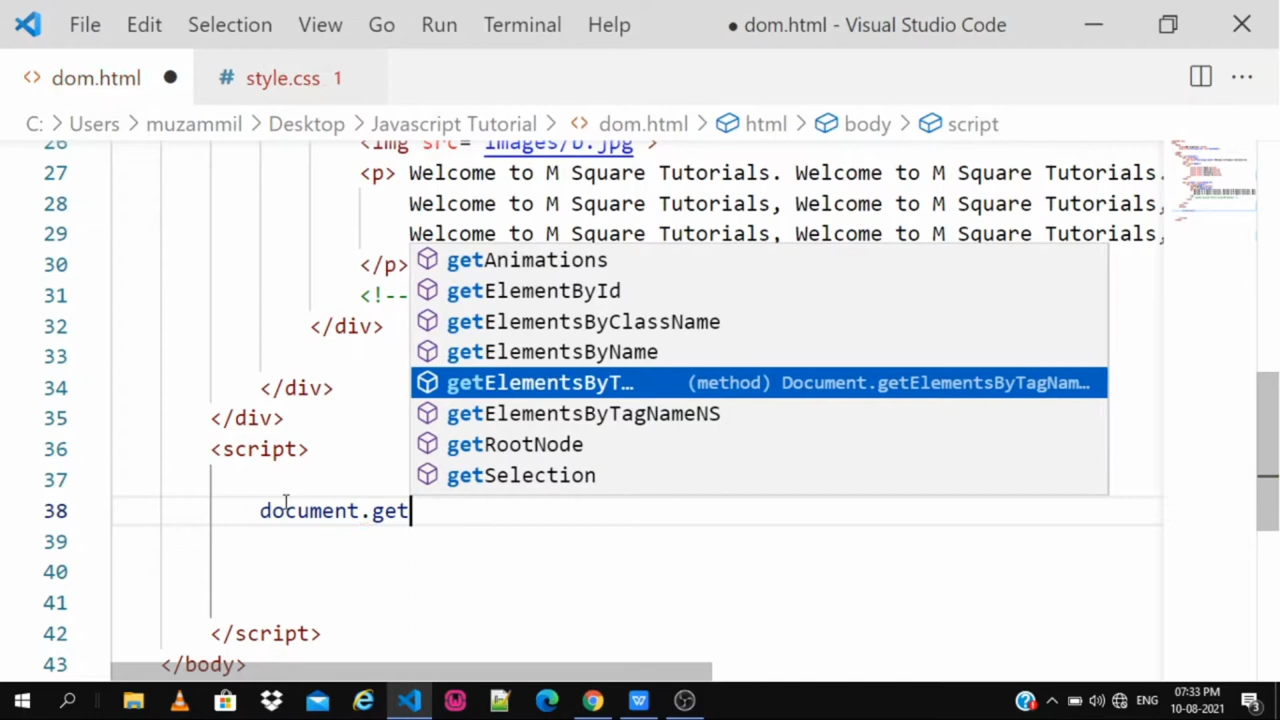 File Edit Selection View Go Run Terminal Help ● dom.html - Visual Studio Code
<> dom.html ● # style.css 1
C: > Users > muzammil > Desktop > Javascript Tutorial > <> dom.html > html > body > script
26 <img src="images/b.jpg">
27 <p> Welcome to M Square Tutorials. Welcome to M Square Tutorials.
28 Welcome to M Square Tutorials, Welcome to M Square Tutorials,
29 Welcome to M Square Tutorials, Welcome to M Square Tutorials,
getAnimations
30 </p>
getElementById
31 <!--
getElementsByClassName
32 </div>
getElementsByName
33
getElementsByT… (method) Document.getElementsByTagNam…
34 </div>
getElementsByTagNameNS
35 </div>
getRootNode
36 <script>
getSelection
37
38 document.get
39
40
41
42 </script>
43 </body>
ENG
07:33 PM
10-08-2021
3